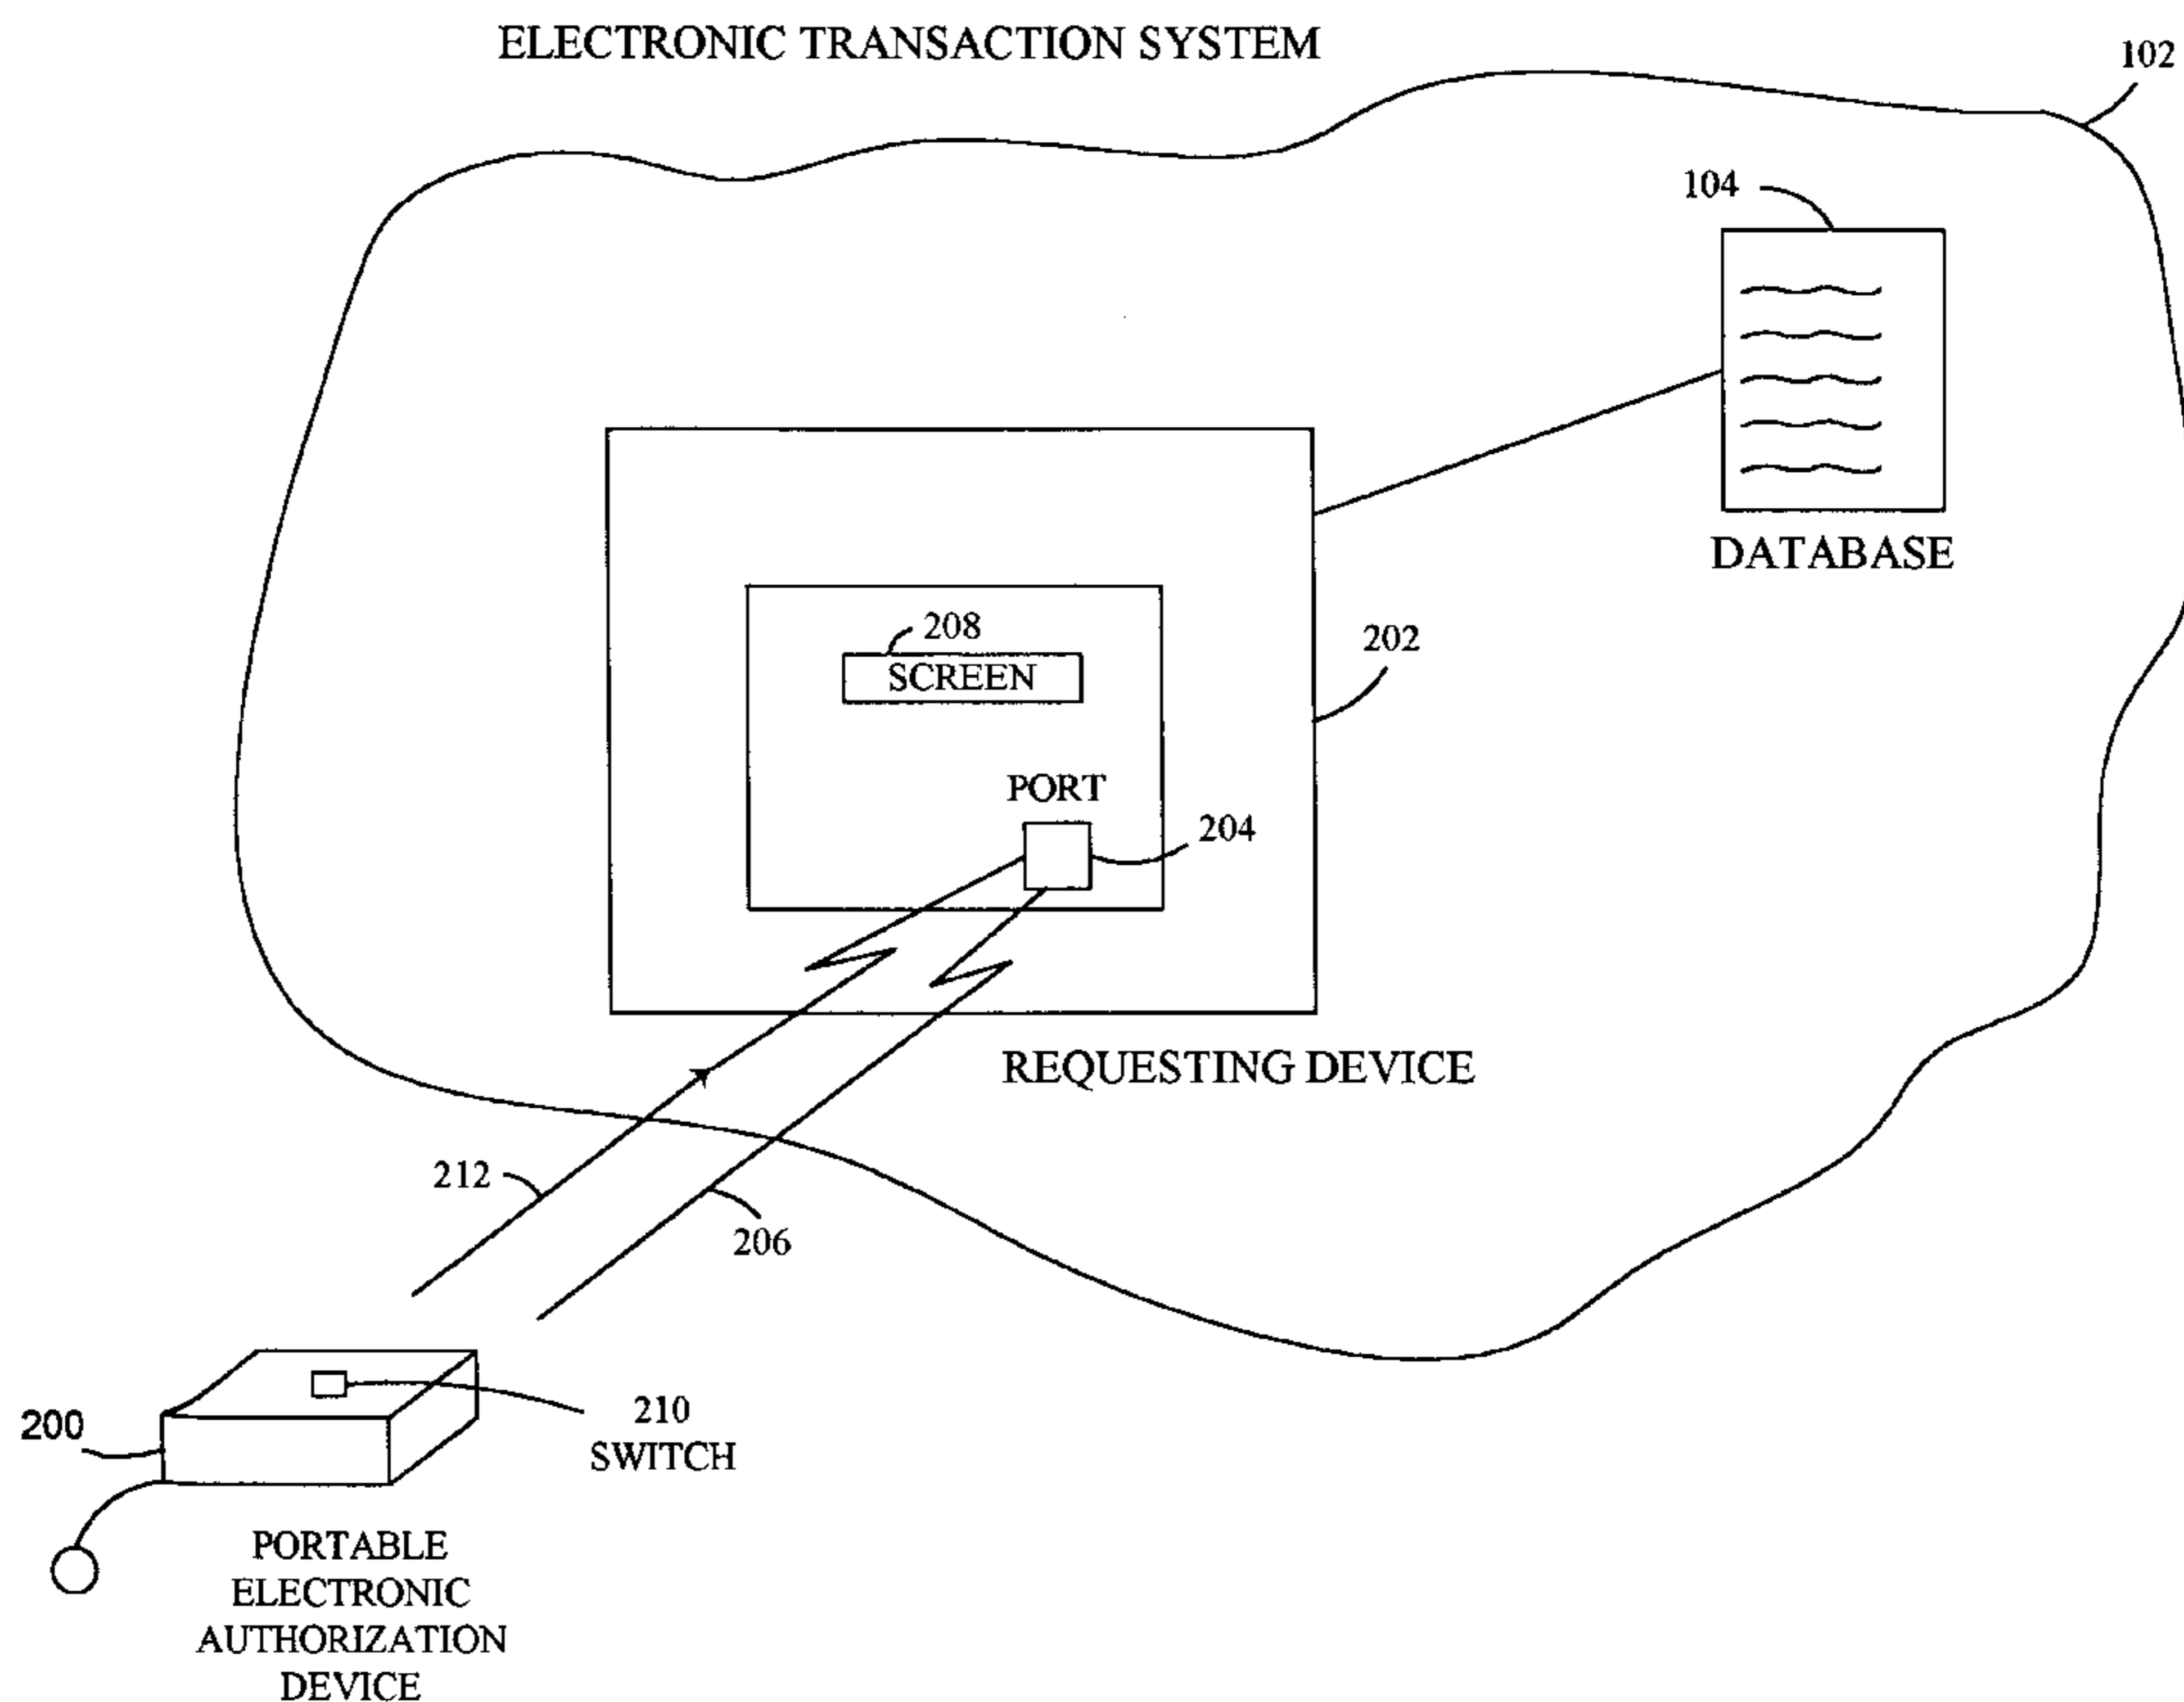 ELECTRONIC TRANSACTION SYSTEM
102
104
DATABASE
208
SCREEN
202
PORT
204
REQUESTING DEVICE
212
206
200
210
SWITCH
PORTABLE
ELECTRONIC
AUTHORIZATION
DEVICE